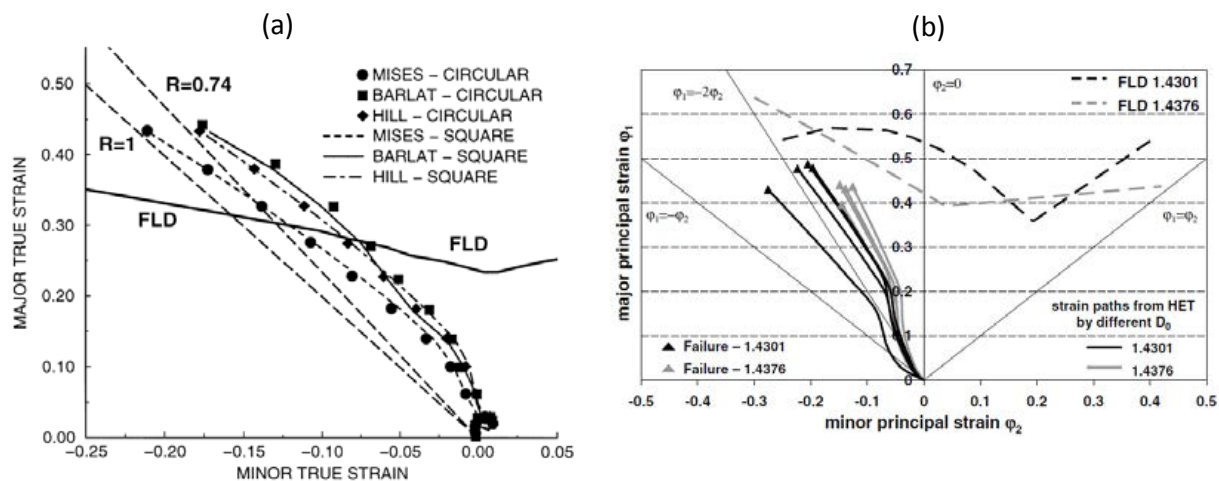 (a)
R=0.74
R=1
MISES – CIRCULAR
BARLAT – CIRCULAR
HILL – CIRCULAR
MISES – SQUARE
BARLAT – SQUARE
HILL – SQUARE
FLD
FLD
MAJOR TRUE STRAIN
0.50
0.40
0.30
0.20
0.10
0.00
−0.25
−0.20
−0.15
−0.10
−0.05
0.00
0.05
MINOR TRUE STRAIN
(b)
major principal strain φ₁
0.7
0.6
0.5
0.4
0.3
0.2
0.1
0
φ₁=−2φ₂
φ₂=0
FLD 1.4301
FLD 1.4376
φ₁=−φ₂
φ₁=φ₂
strain paths from HET
by different D₀
1.4301
1.4376
Failure – 1.4301
Failure – 1.4376
-0.5
-0.4
-0.3
-0.2
-0.1
0
0.1
0.2
0.3
0.4
0.5
minor principal strain φ₂